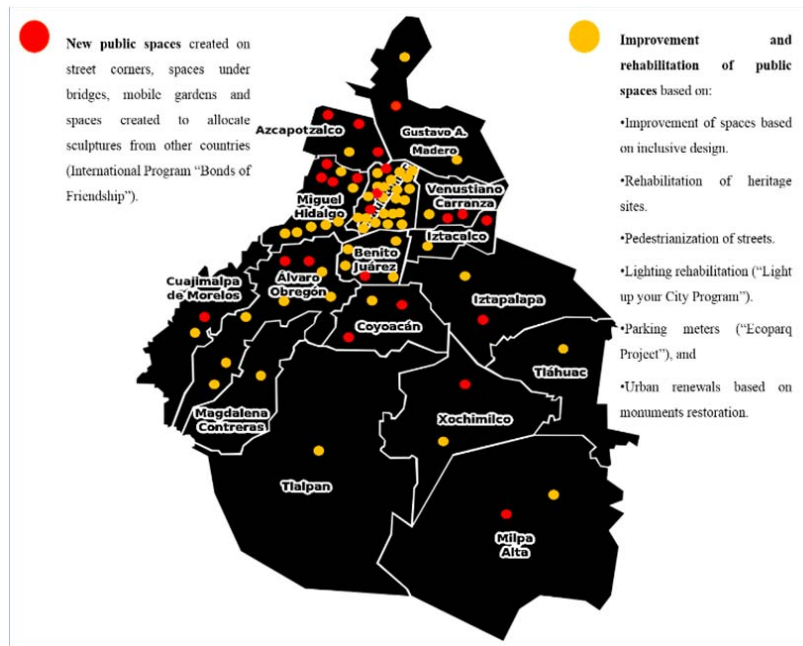 New public spaces created on
street corners, spaces under
bridges, mobile gardens and
spaces created to allocate
sculptures from other countries
(International Program “Bonds of
Friendship”).
Improvement and
rehabilitation of public
spaces based on:
•Improvement of spaces based
on inclusive design.
•Rehabilitation of heritage
sites.
•Pedestrianization of streets.
•Lighting rehabilitation (“Light
up your City Program”).
•Parking meters (“Ecoparq
Project”), and
•Urban renewals based on
monuments restoration.
Azcapotzalco
Gustavo A.
Madero
Miguel
Hidalgo
Venustiano
Carranza
Iztacalco
Benito
Juárez
Cuajimalpa
de Morelos
Álvaro
Obregón
Iztapalapa
Coyoacán
Tláhuac
Magdalena
Contreras
Xochimilco
Tlalpan
Milpa
Alta